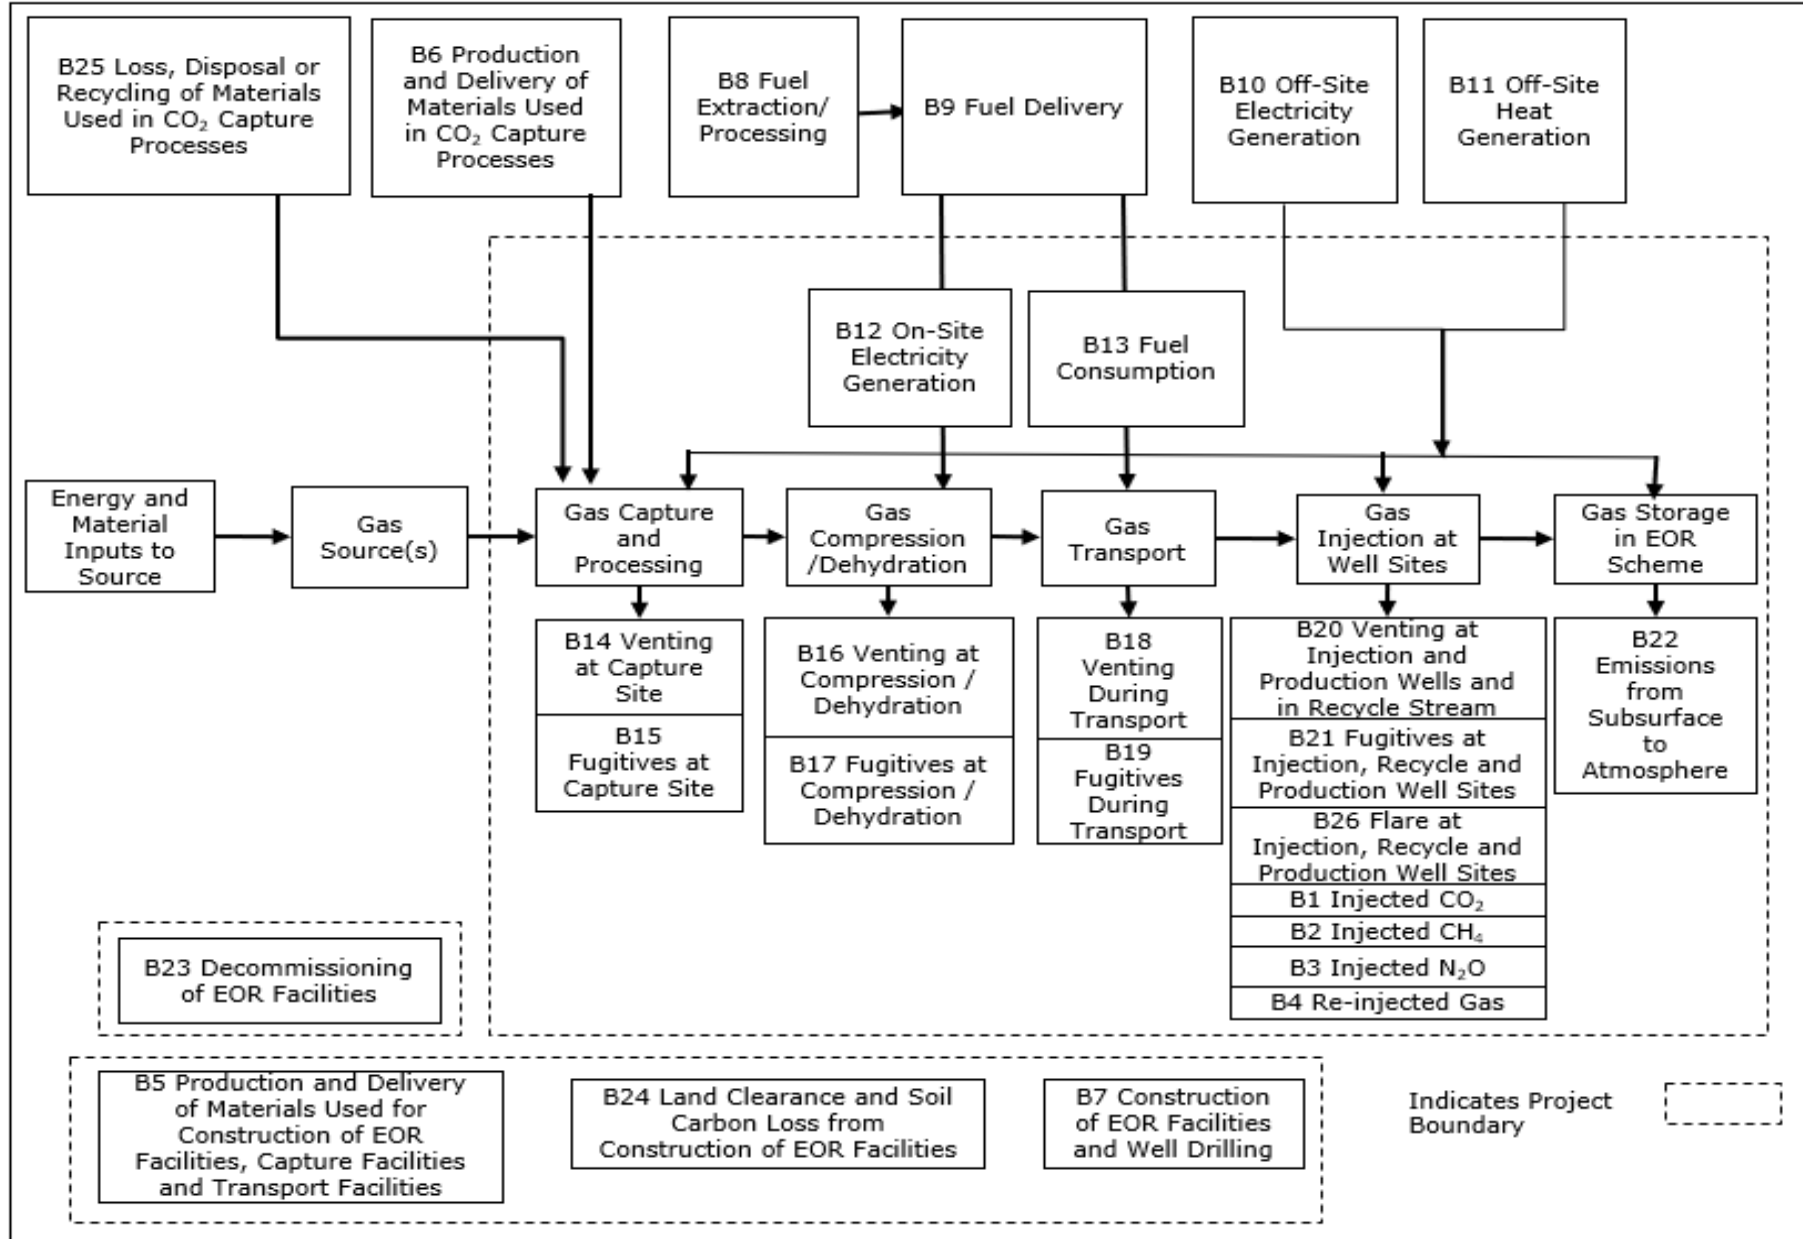 B25 Loss, Disposal or
Recycling of Materials
Used in CO₂ Capture
Processes
B6 Production
and Delivery of
Materials Used
in CO₂ Capture
Processes
B8 Fuel
Extraction/
Processing
B9 Fuel Delivery
B10 Off-Site
Electricity
Generation
B11 Off-Site
Heat
Generation
B12 On-Site
Electricity
Generation
B13 Fuel
Consumption
Energy and
Material
Inputs to
Source
Gas
Source(s)
Gas Capture
and
Processing
Gas
Compression
/Dehydration
Gas
Transport
Gas
Injection at
Well Sites
Gas Storage
in EOR
Scheme
B14 Venting
at Capture
Site
B15
Fugitives at
Capture Site
B16 Venting at
Compression /
Dehydration
B17 Fugitives at
Compression /
Dehydration
B18
Venting
During
Transport
B19
Fugitives
During
Transport
B20 Venting at
Injection and
Production Wells and
in Recycle Stream
B21 Fugitives at
Injection, Recycle and
Production Well Sites
B26 Flare at
Injection, Recycle and
Production Well Sites
B1 Injected CO₂
B2 Injected CH₄
B3 Injected N₂O
B4 Re-injected Gas
B22
Emissions
from
Subsurface
to
Atmosphere
B23 Decommissioning
of EOR Facilities
B5 Production and Delivery
of Materials Used for
Construction of EOR
Facilities, Capture Facilities
and Transport Facilities
B24 Land Clearance and Soil
Carbon Loss from
Construction of EOR Facilities
B7 Construction
of EOR Facilities
and Well Drilling
Indicates Project
Boundary